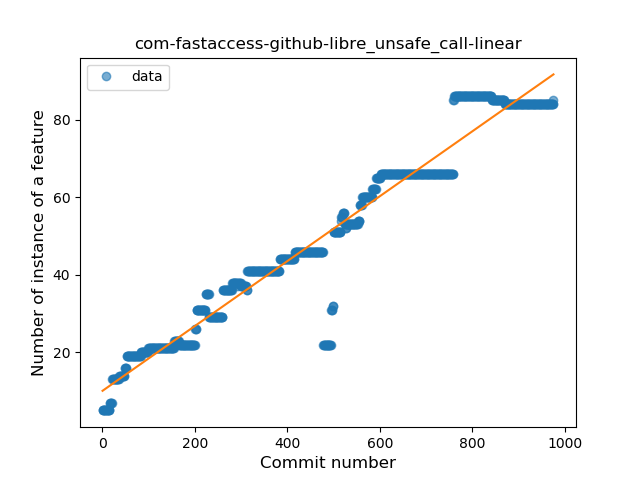 com-fastaccess-github-libre_unsafe_call-linear
data
Number of instance of a feature
80
60
40
20
0
200
400
600
800
1000
Commit number